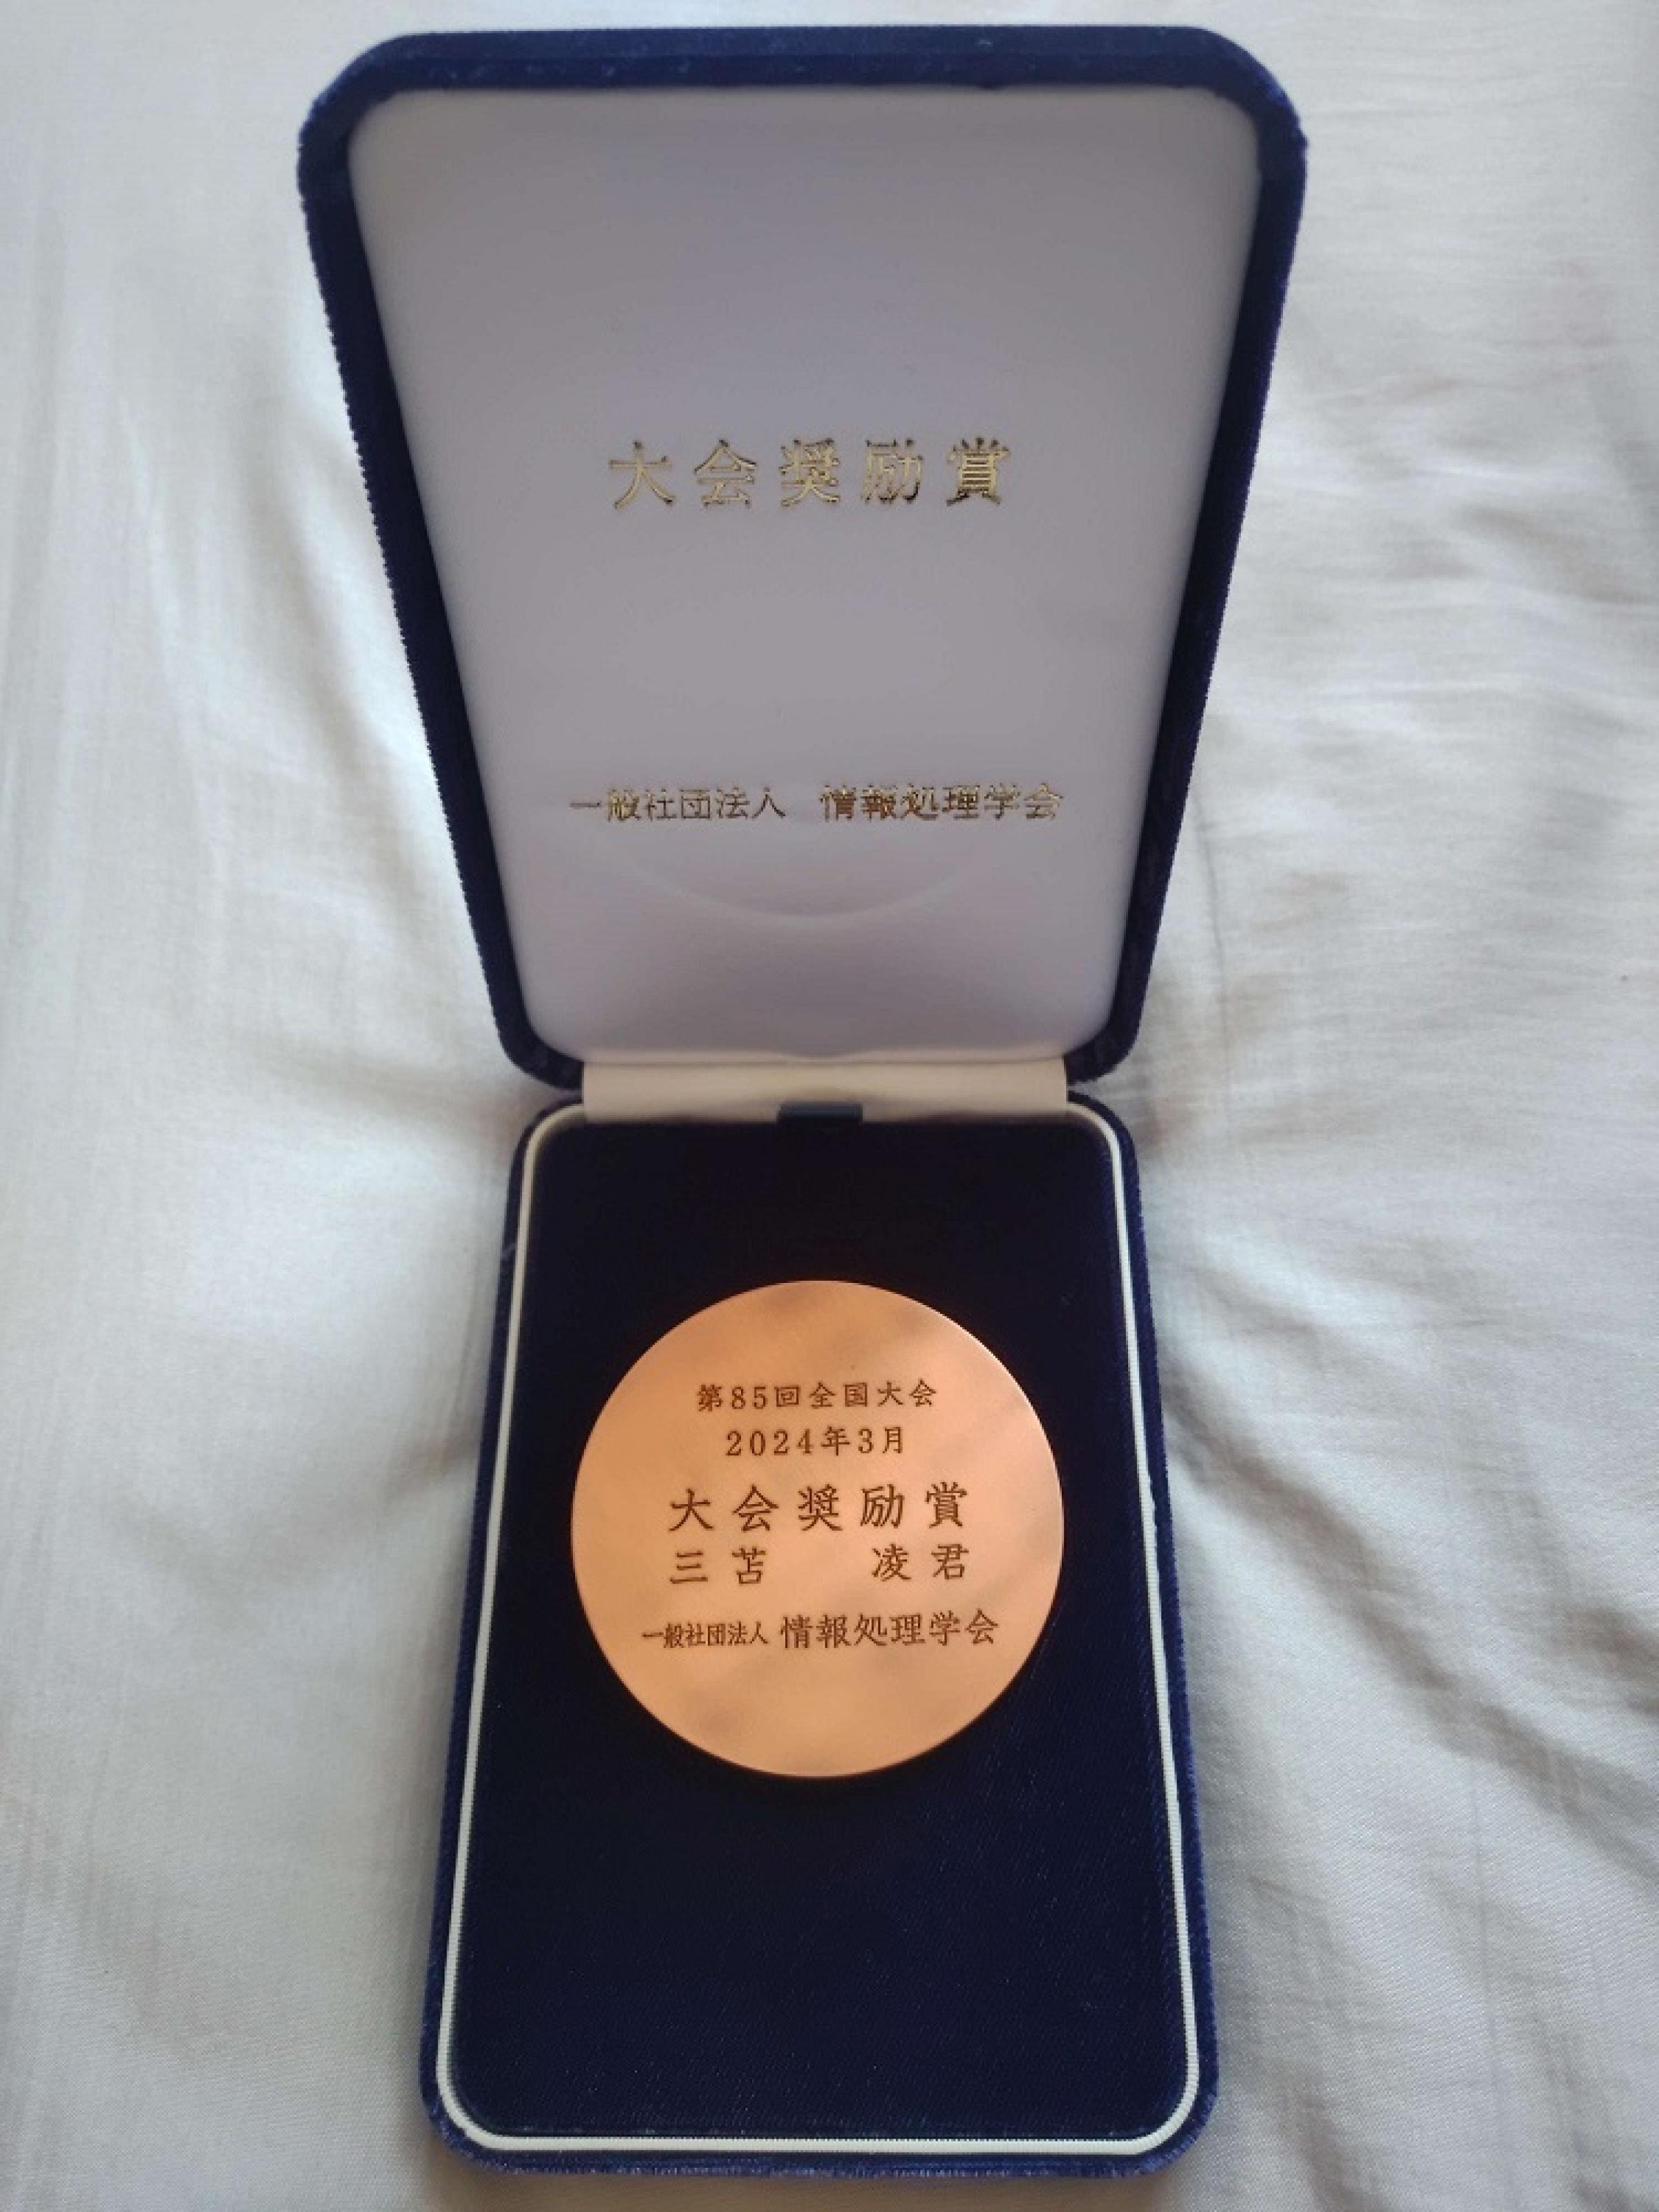 大会奨励賞
一般社団法人 情報処理学会
第85回全国大会
2024年3月
大会奨励賞
三苫 凌君
一般社団法人 情報処理学会